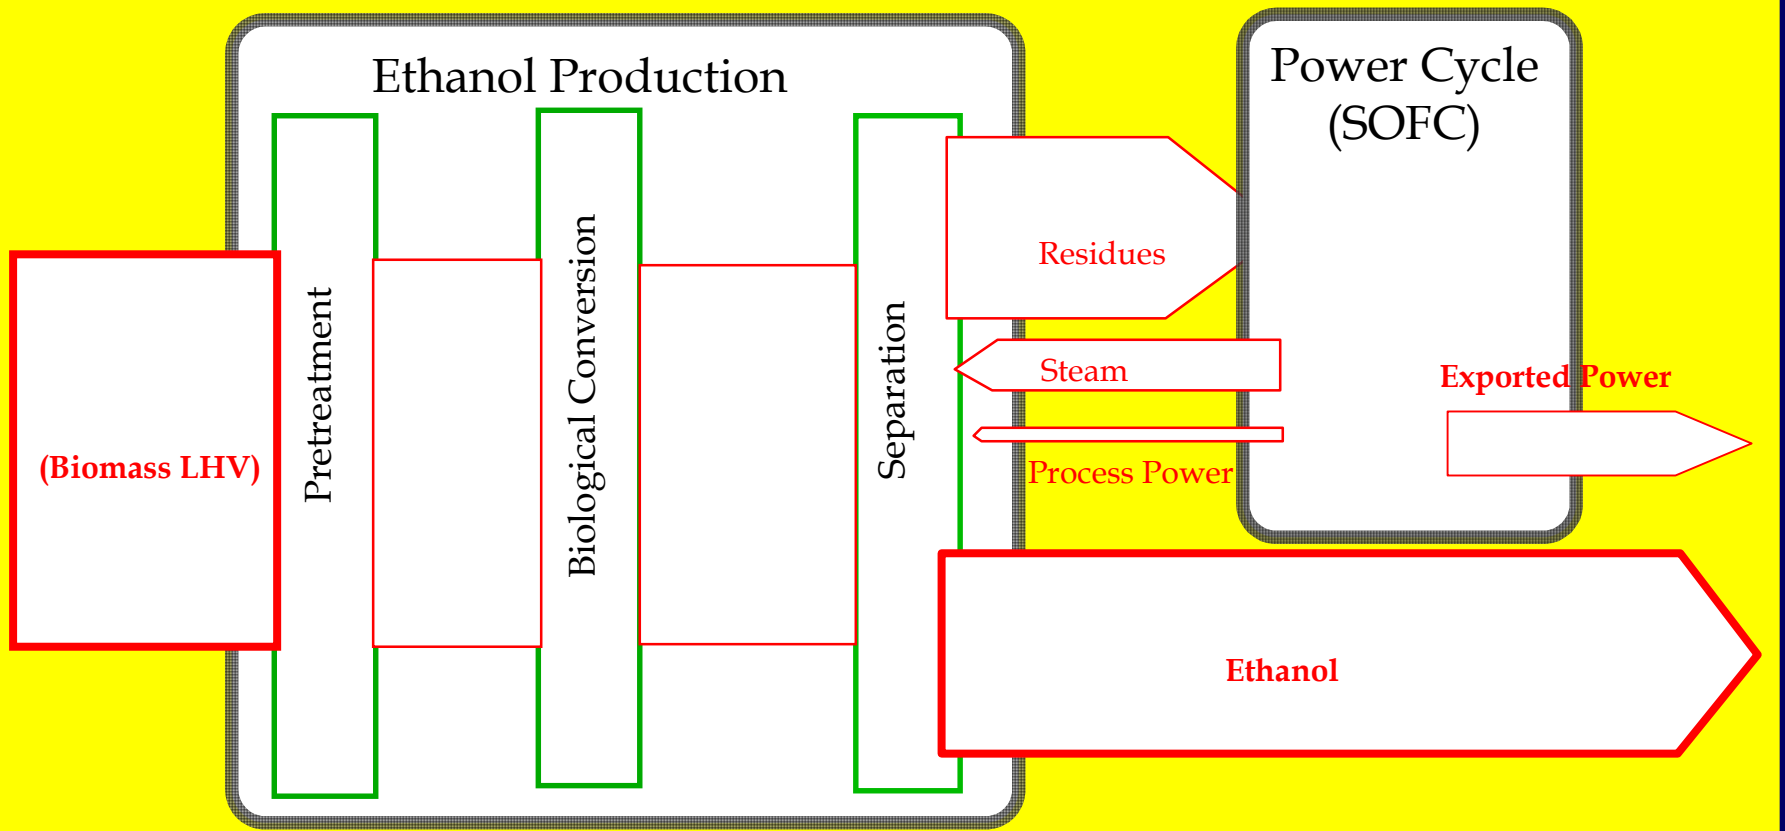 Ethanol Production
Power Cycle
(SOFC)
(Biomass LHV)
Pretreatment
Biological Conversion
Separation
Residues
Steam
Process Power
Exported Power
Ethanol